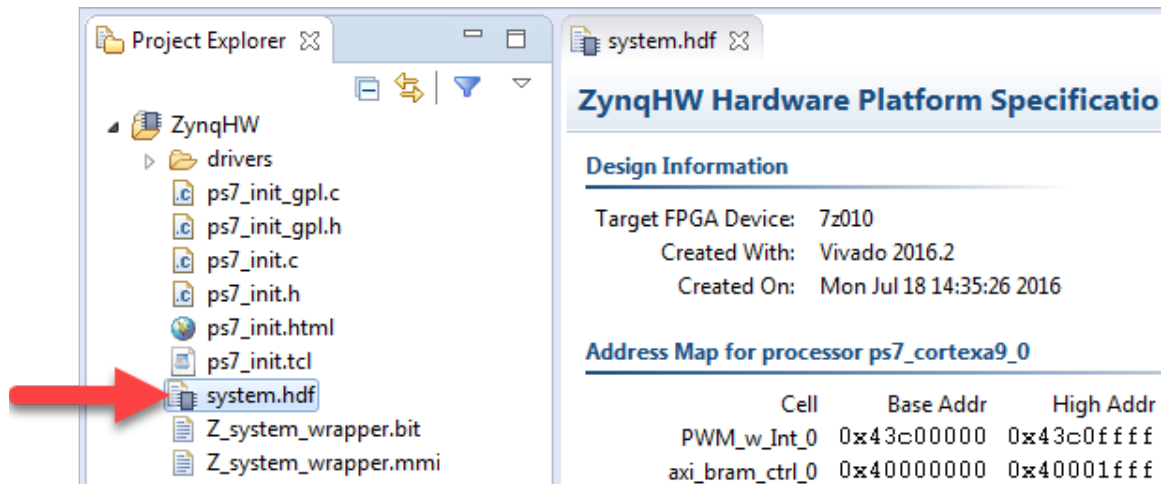 Project Explorer
ZynqHW
drivers
ps7_init_gpl.c
ps7_init_gpl.h
ps7_init.c
ps7_init.h
ps7_init.html
ps7_init.tcl
system.hdf
Z_system_wrapper.bit
Z_system_wrapper.mmi
system.hdf
ZynqHW Hardware Platform Specificatio
Design Information
Target FPGA Device: 7z010
Created With: Vivado 2016.2
Created On: Mon Jul 18 14:35:26 2016
Address Map for processor ps7_cortexa9_0
Cell Base Addr High Addr
PWM_w_Int_0 0x43c00000 0x43c0ffff
axi_bram_ctrl_0 0x40000000 0x40001fff